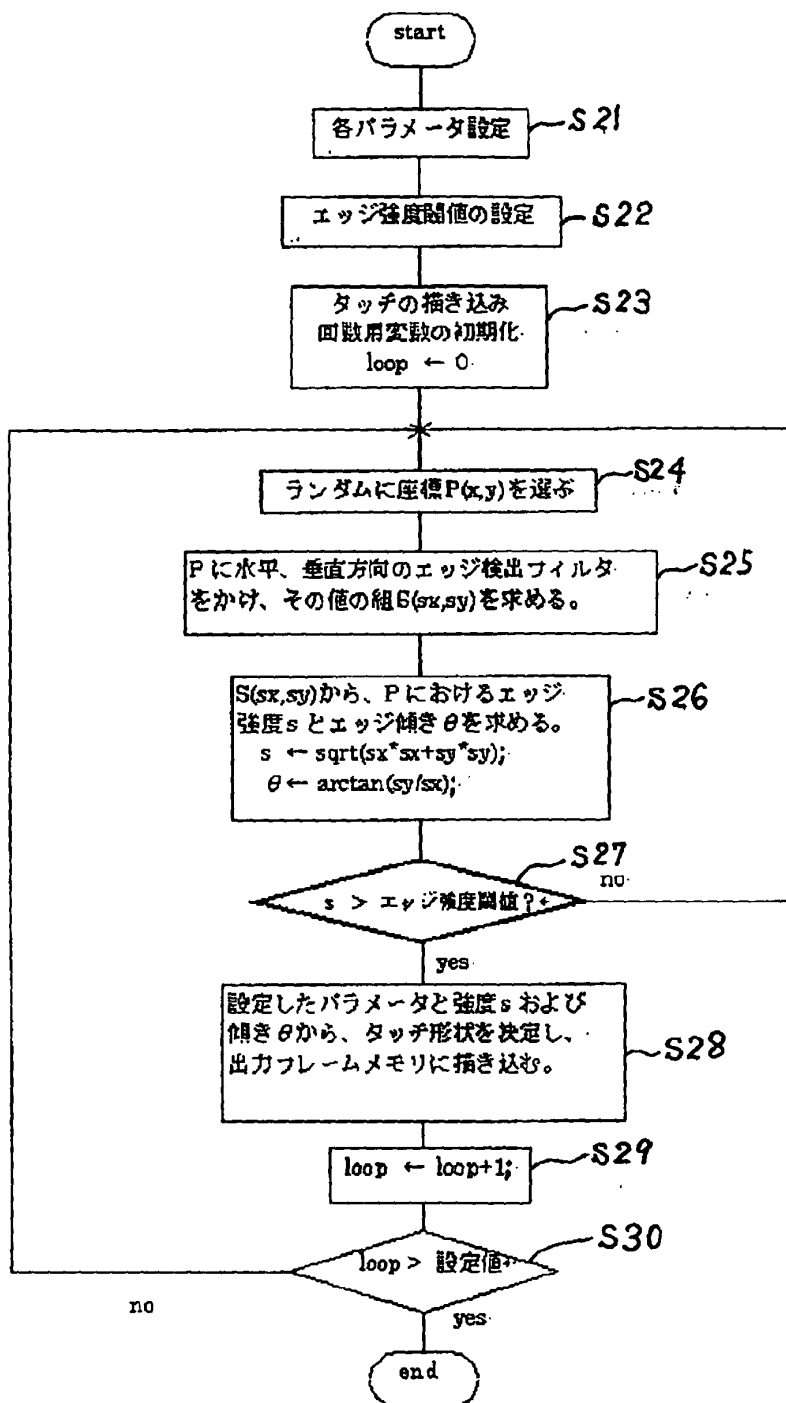 start
各パラメータ設定
S21
エッジ強度閾値の設定
S22
タッチの描き込み
回数用変数の初期化
loop ← 0
S23
S24
ランダムに座標P(x,y)を選ぶ
Pに水平、垂直方向のエッジ検出フィルタ
をかけ、その値の組S(sx,sy)を求める。
S25
S(sx,sy)から、Pにおけるエッジ
強度sとエッジ傾きθを求める。
s ← sqrt(sx*sx+sy*sy);
θ ← arctan(sy/sx);
S26
S27
s > エッジ強度閾値?
no
yes
設定したパラメータと強度sおよび
傾きθから、タッチ形状を決定し、
出力フレームメモリに描き込む。
S28
loop ← loop+1;
S29
loop > 設定値
S30
no
yes
end